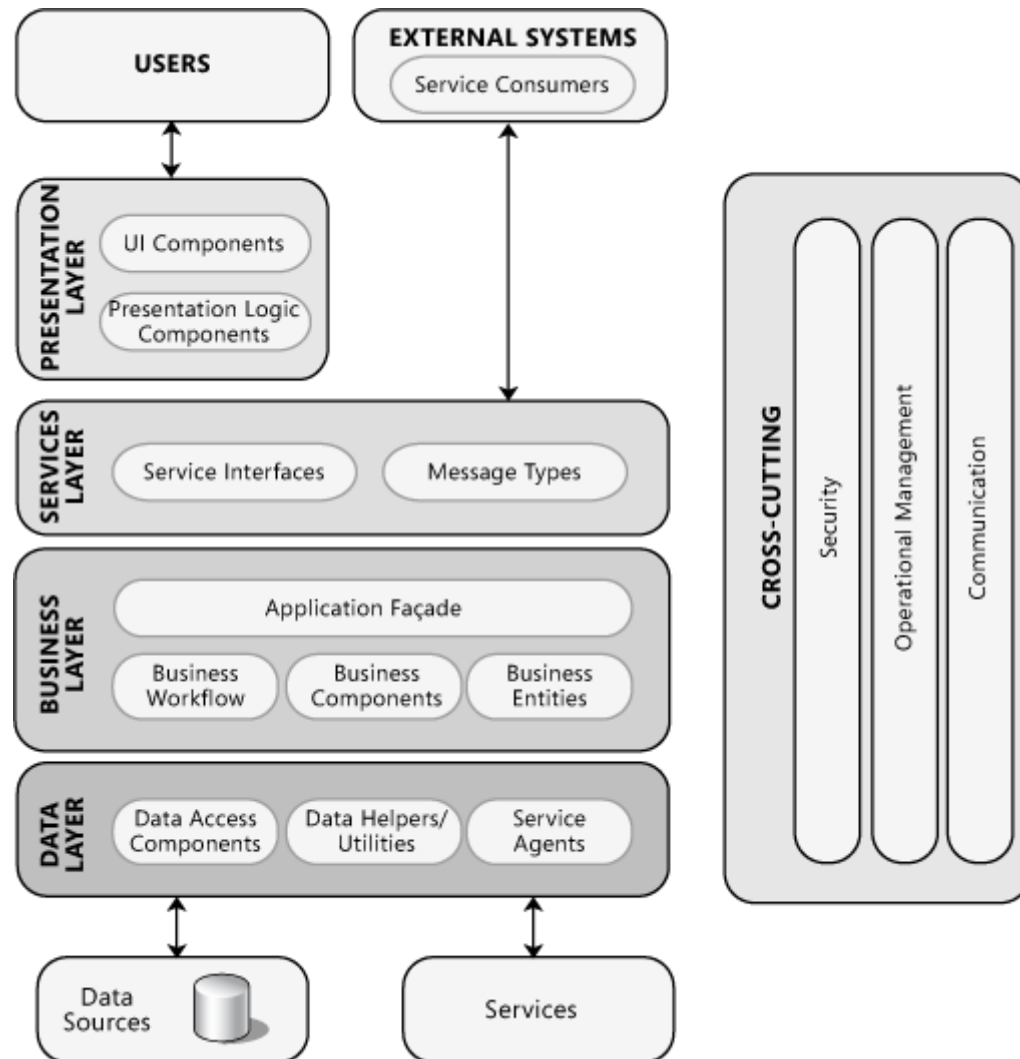 USERS
EXTERNAL SYSTEMS
Service Consumers
PRESENTATION
LAYER
UI Components
Presentation Logic
Components
SERVICES
LAYER
Service Interfaces
Message Types
BUSINESS
LAYER
Application Façade
Business
Workflow
Business
Components
Business
Entities
DATA
LAYER
Data Access
Components
Data Helpers/
Utilities
Service
Agents
Data
Sources
Services
CROSS-CUTTING
Security
Operational Management
Communication